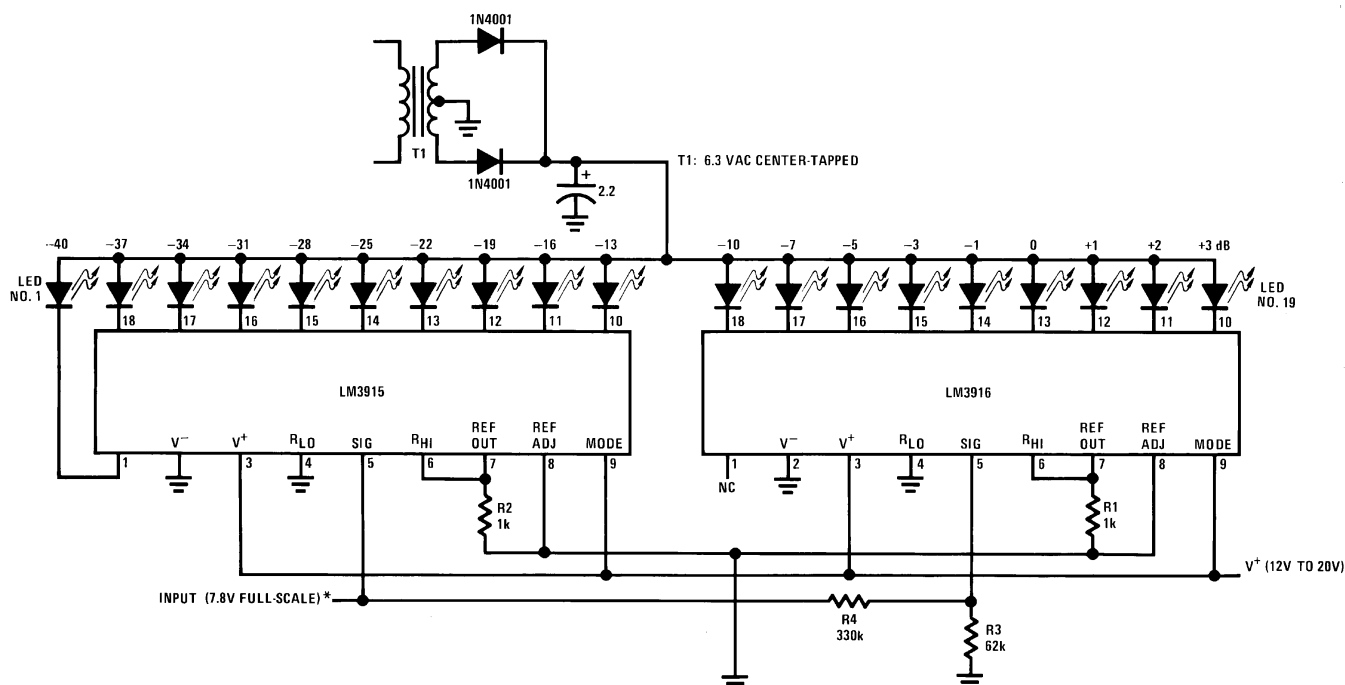 1N4001
T1
1N4001
T1: 6.3 VAC CENTER-TAPPED
+
2.2
−40 −37 −34 −31 −28 −25 −22 −19 −16 −13 −10 −7 −5 −3 −1 0 +1 +2 +3 dB
LED
NO. 1
LED
NO. 19
18 17 16 15 14 13 12 11 10 18 17 16 15 14 13 12 11 10
LM3915
LM3916
V− V+ RLO SIG RHI REF OUT REF ADJ MODE
V− V+ RLO SIG RHI REF OUT REF ADJ MODE
1 3 4 5 6 7 8 9
1 2 3 4 5 6 7 8 9
NC
R2
1k
R1
1k
V+ (12V TO 20V)
INPUT (7.8V FULL-SCALE)*
R4
330k
R3
62k